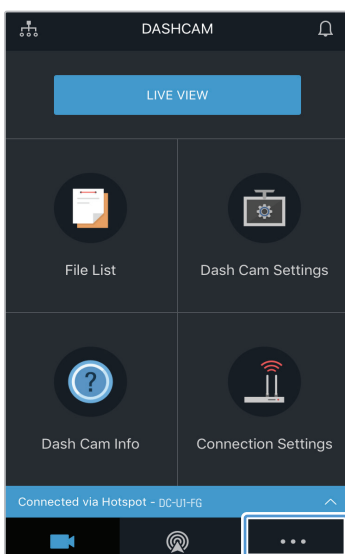 DASHCAM
LIVE VIEW
File List
Dash Cam Settings
?
Dash Cam Info
Connection Settings
Connected via Hotspot - DC-U1-FG